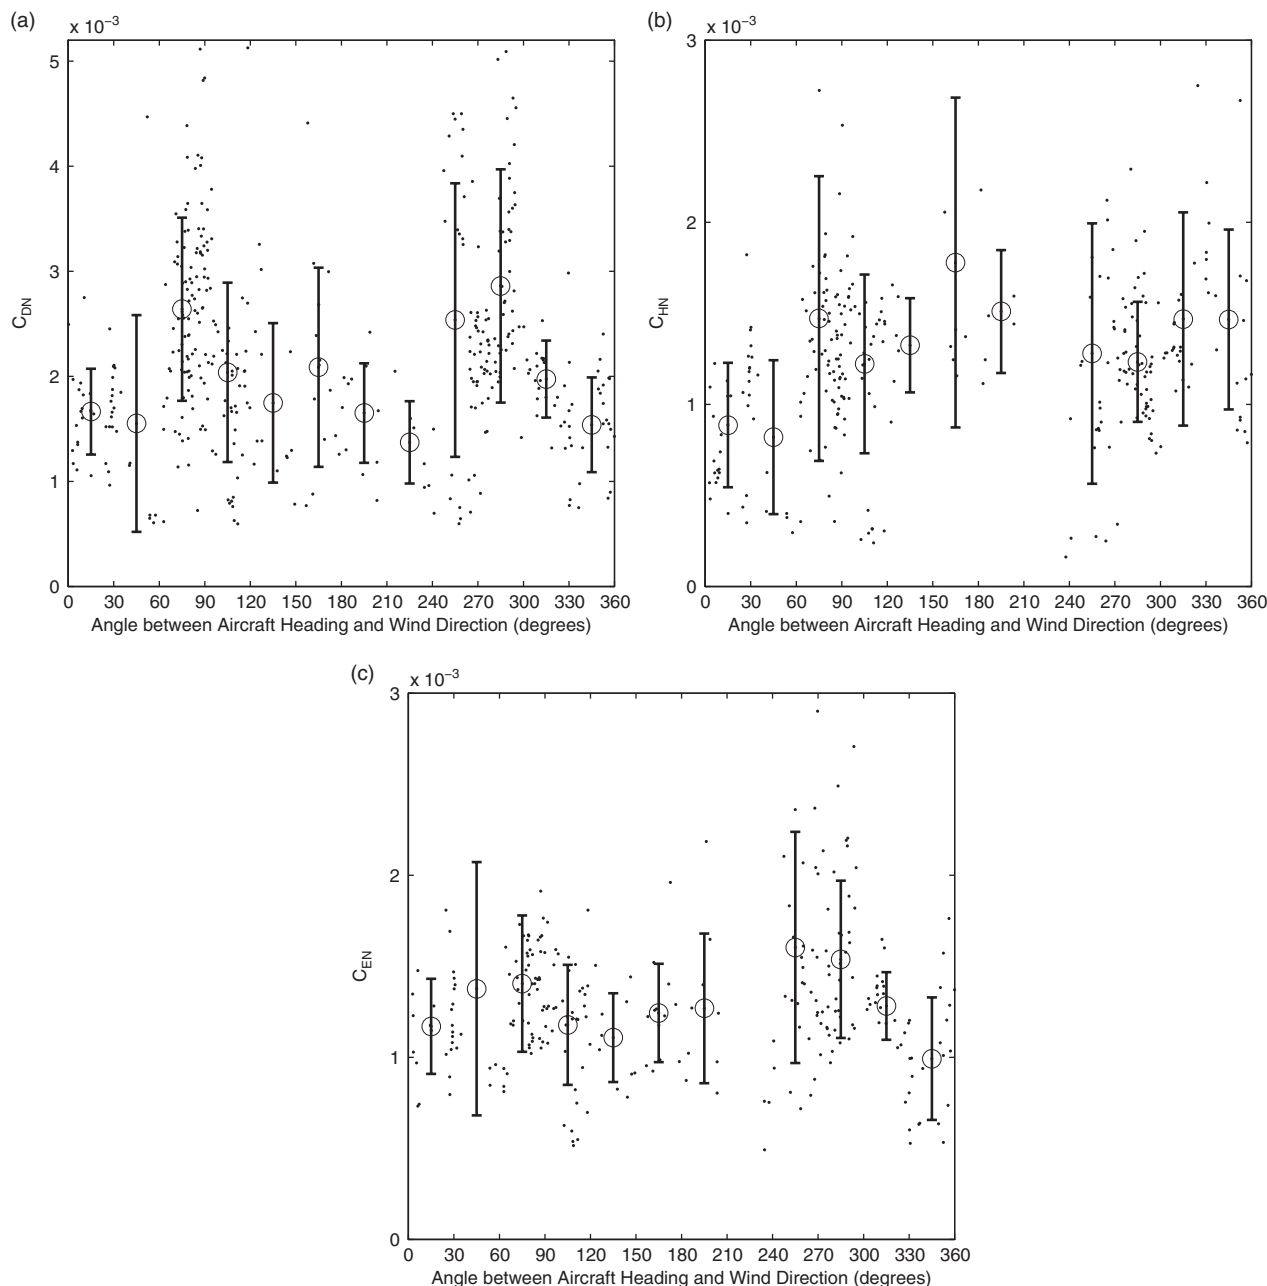 (a)
x 10⁻³
5
4
3
2
1
0
C_DN
0 30 60 90 120 150 180 210 240 270 300 330 360
Angle between Aircraft Heading and Wind Direction (degrees)
(b)
x 10⁻³
3
2
1
0
C_HN
0 30 60 90 120 150 180 210 240 270 300 330 360
Angle between Aircraft Heading and Wind Direction (degrees)
(c)
x 10⁻³
3
2
1
0
C_EN
0 30 60 90 120 150 180 210 240 270 300 330 360
Angle between Aircraft Heading and Wind Direction (degrees)